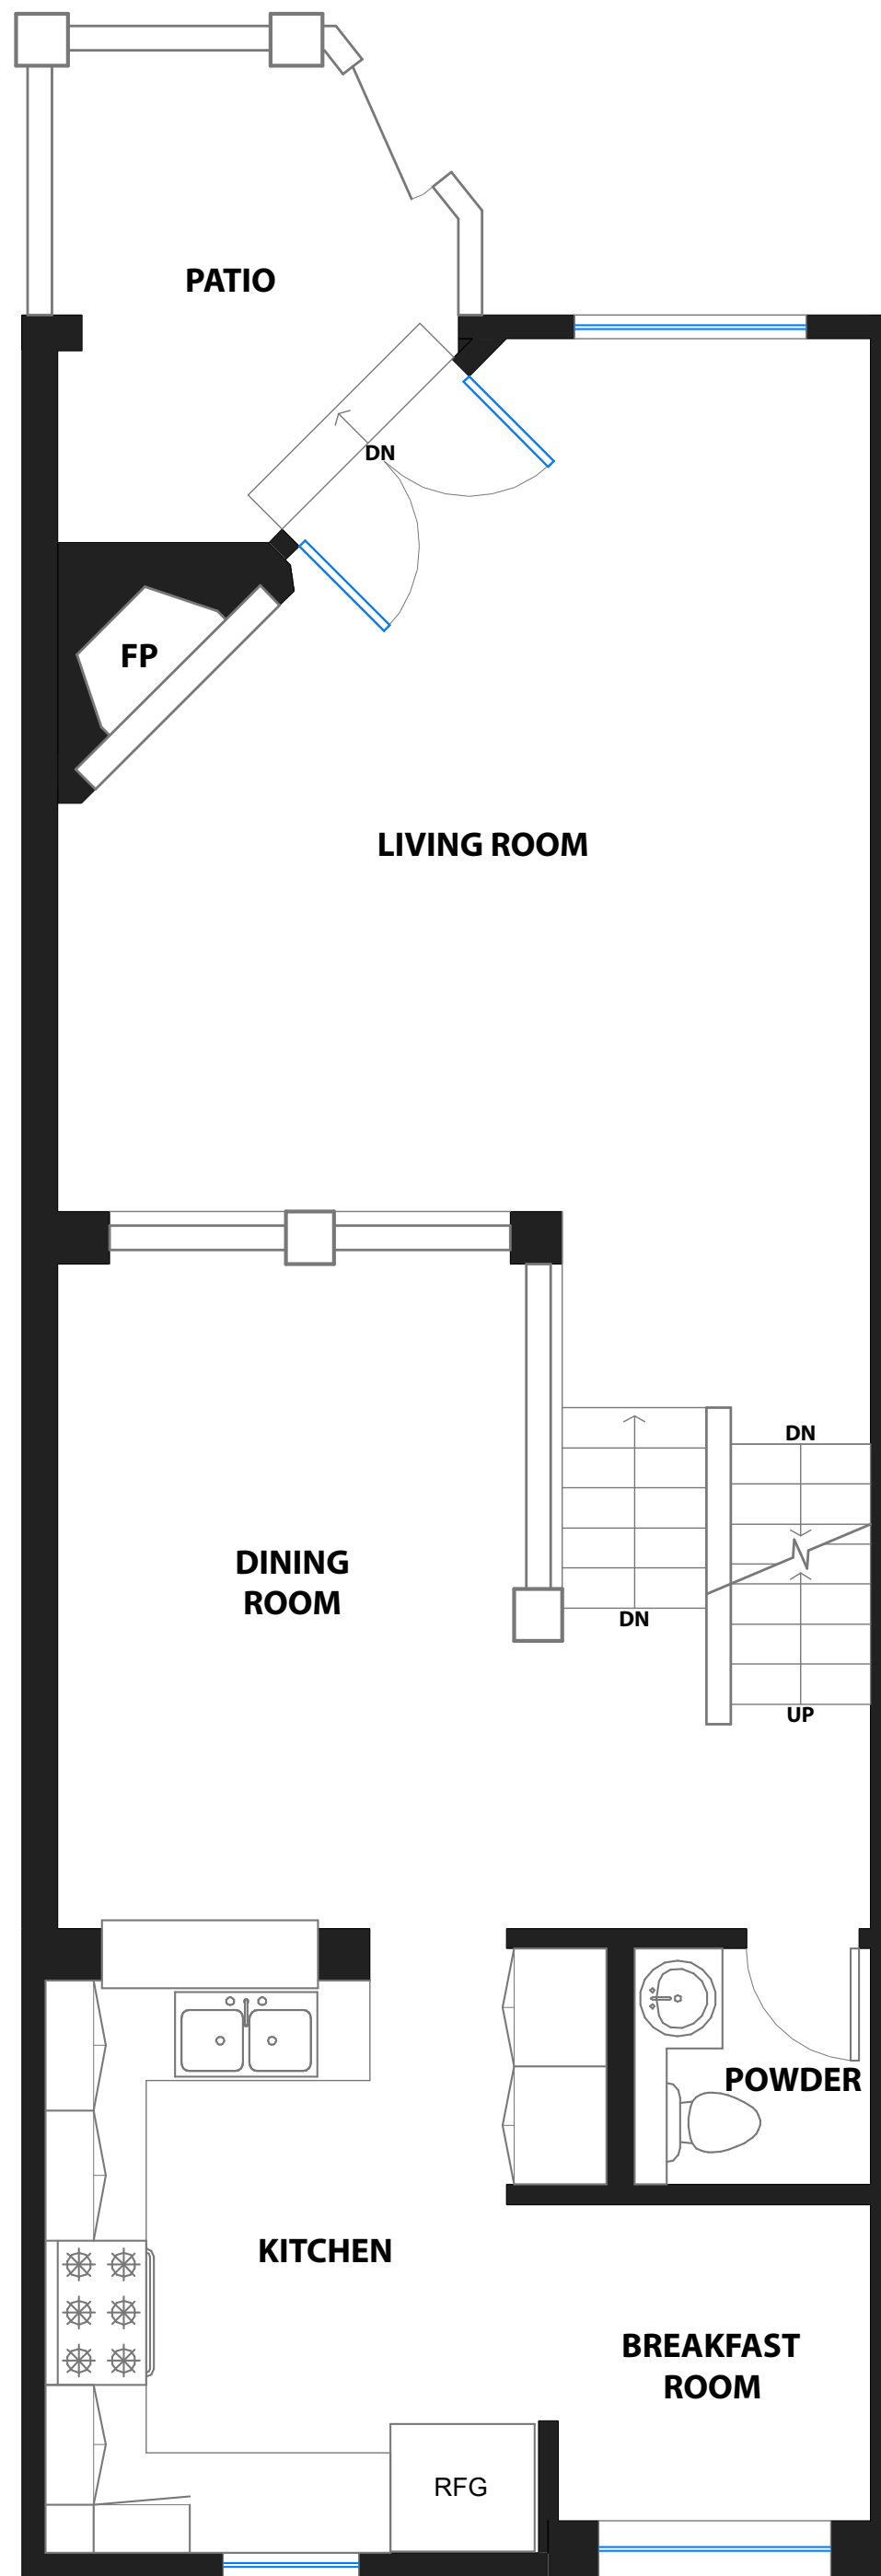 PATIO
DN
FP
LIVING ROOM
DN
DINING
ROOM
DN
UP
POWDER
KITCHEN
BREAKFAST
ROOM
RFG